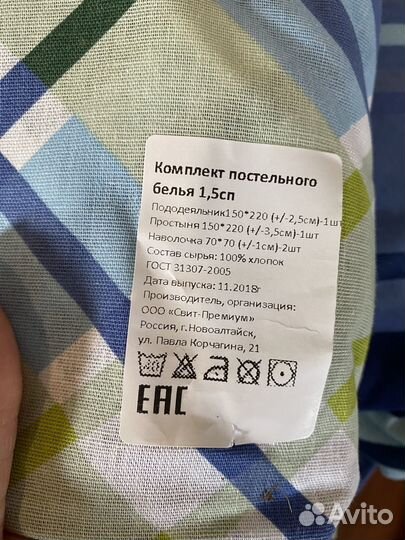 Комплект постельного
белья 1,5сп
Пододеяльник150*220 (+/-2,5см)-1шт
Простыня 150*220 (+/-3,5см)-1шт
Наволочка 70*70 (+/-1см)-2шт
Состав сырья: 100% хлопок
ГОСТ 31307-2005
Дата выпуска: 11.2018г
Производитель, организация:
ООО «Свит-Премиум»
Россия, г.Новоалтайск,
ул. Павла Корчагина, 21
ЕАС
Avito